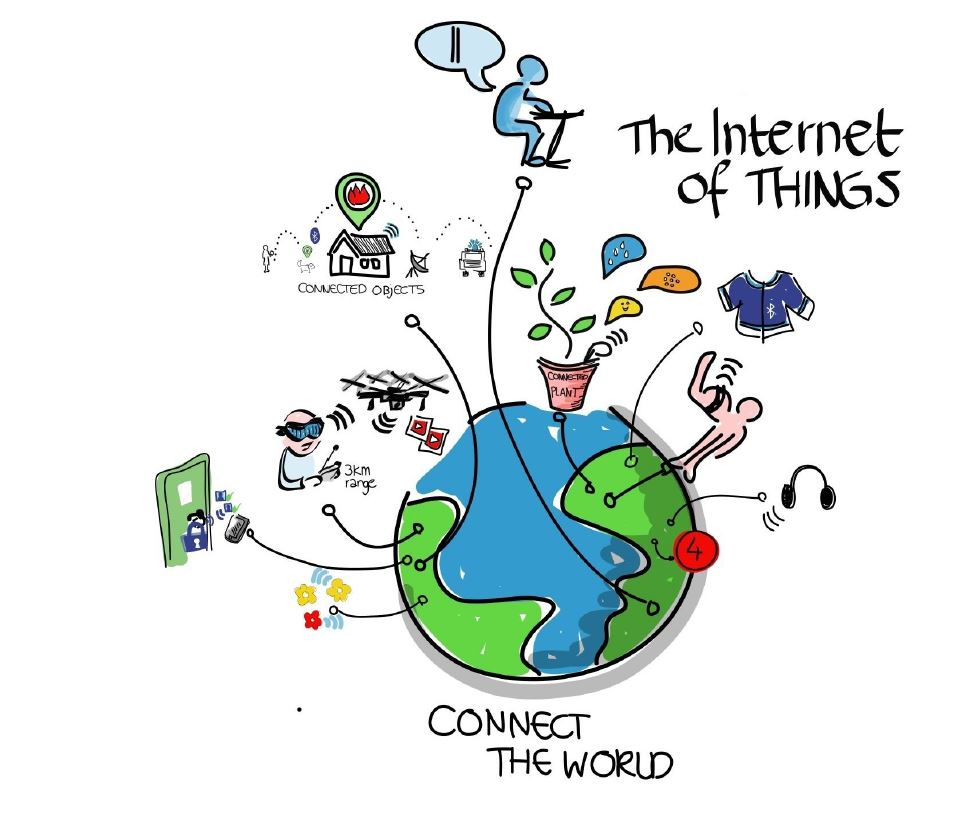 The Internet
of THINGS
CONNECTED OBJECTS
CONNECTED
PLANT
3km
range
4
CONNECT
THE WORLD